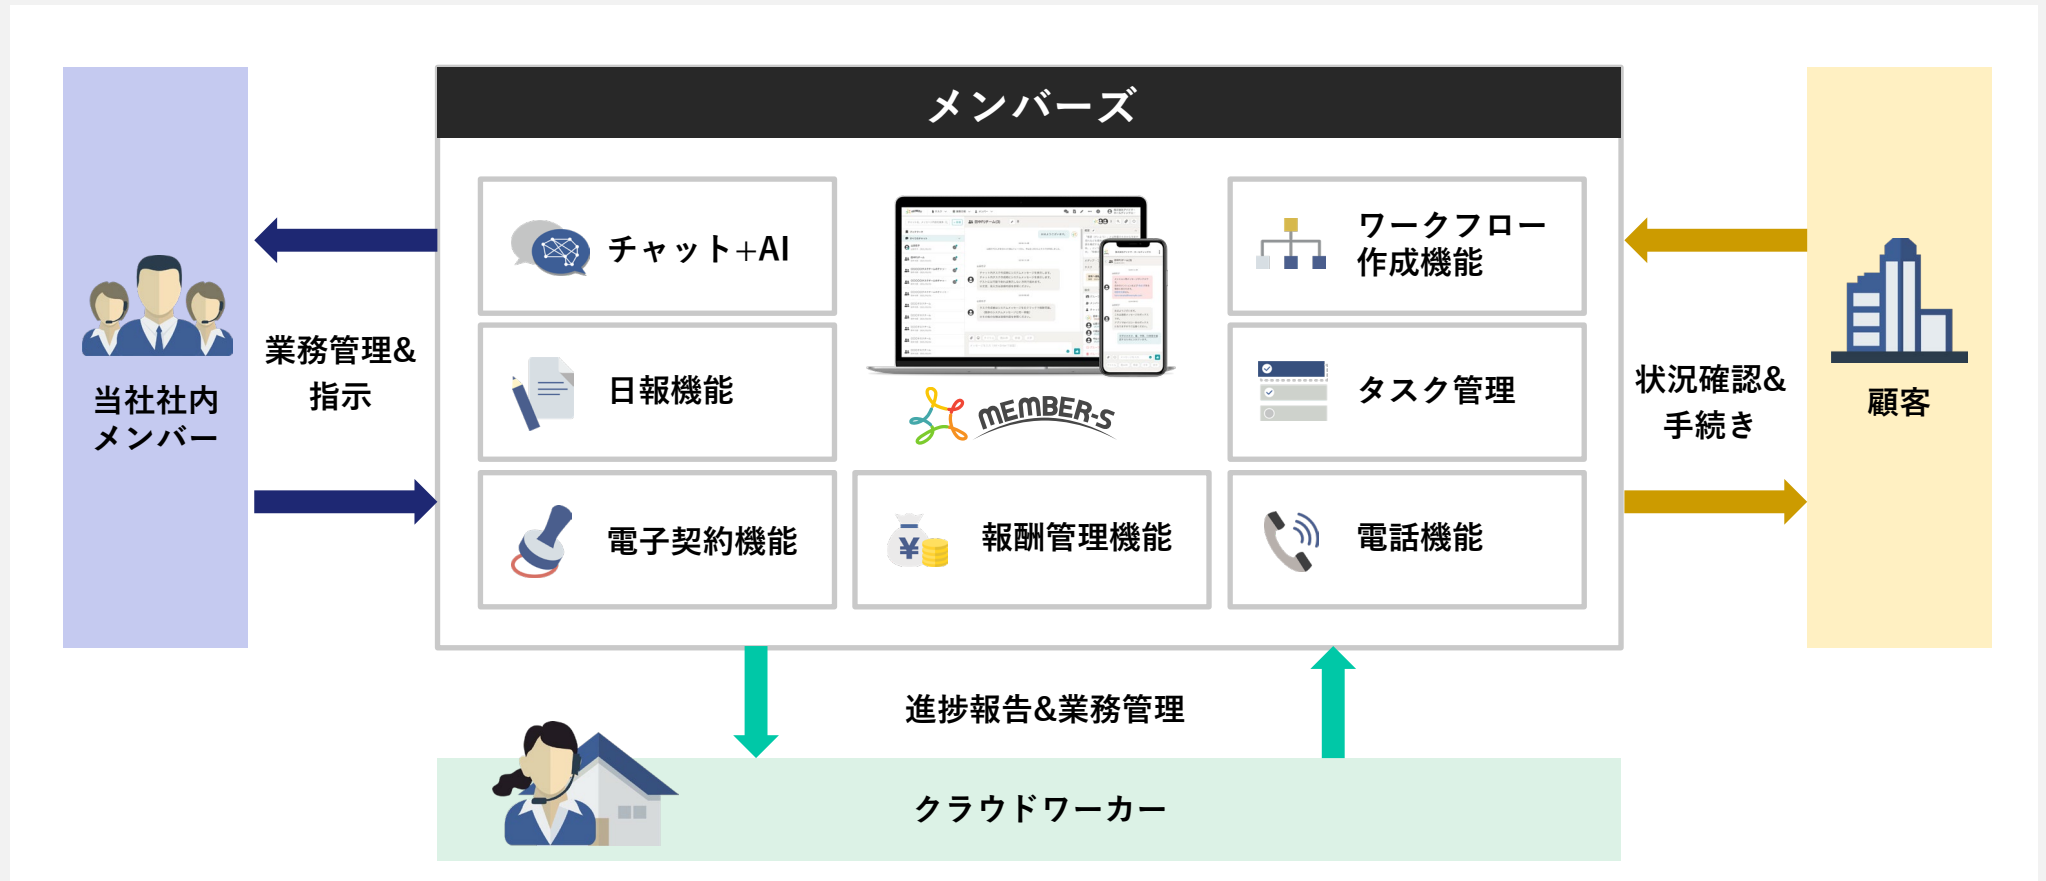 メンバーズ
チャット+AI
ワークフロー
作成機能
日報機能
MEMBER-S
タスク管理
電子契約機能
報酬管理機能
¥
電話機能
当社社内
メンバー
業務管理&
指示
状況確認&
手続き
顧客
進捗報告&業務管理
クラウドワーカー